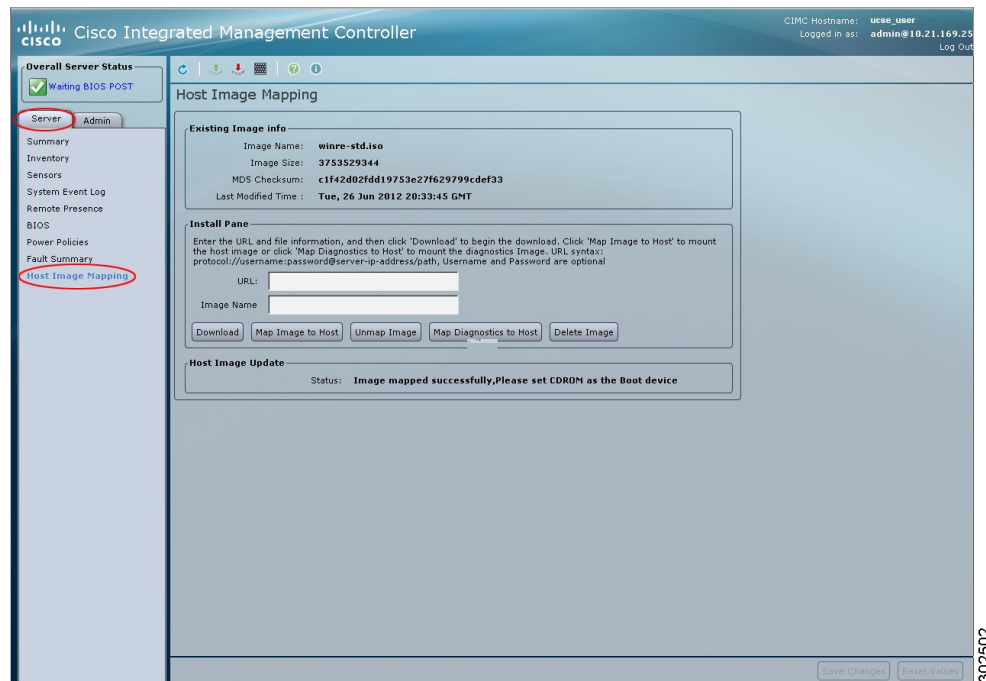 CIMC Hostname: ucse_user
Logged in as: admin@10.21.169.25
Log Out
CISCO Cisco Integrated Management Controller
Overall Server Status
Waiting BIOS POST
Server Admin
Summary
Inventory
Sensors
System Event Log
Remote Presence
BIOS
Power Policies
Fault Summary
Host Image Mapping
Host Image Mapping
Existing Image info
Image Name: winre-std.iso
Image Size: 3753529344
MD5 Checksum: c1f42d02fdd19753e27f629799cdef33
Last Modified Time : Tue, 26 Jun 2012 20:33:45 GMT
Install Pane
Enter the URL and file information, and then click 'Download' to begin the download. Click 'Map Image to Host' to mount
the host image or click 'Map Diagnostics to Host' to mount the diagnostics Image. URL syntax:
protocol://username:password@server-ip-address/path, Username and Password are optional
URL:
Image Name
Download Map Image to Host Unmap Image Map Diagnostics to Host Delete Image
Host Image Update
Status: Image mapped successfully,Please set CDROM as the Boot device
Save Changes Reset Values
302502